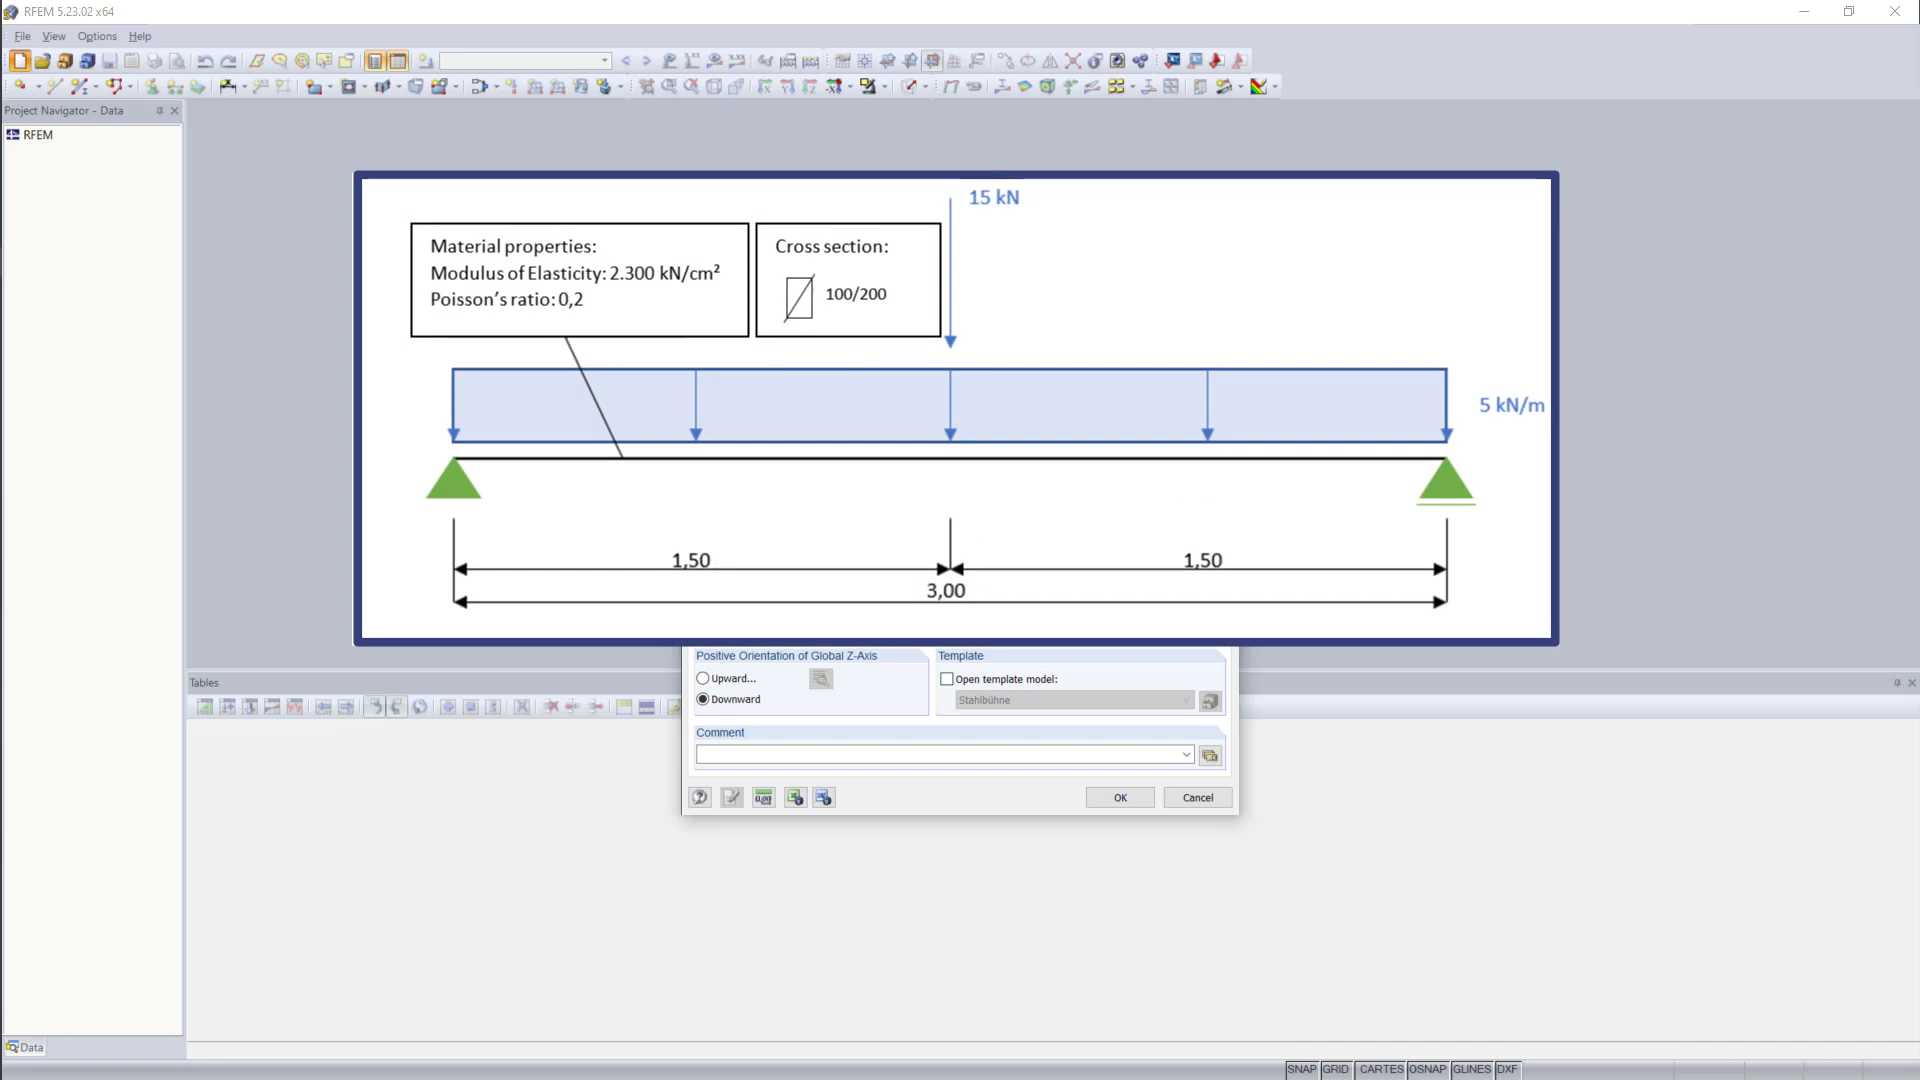 RFEM 5.23.02 x64
File View Options Help
Project Navigator - Data
RFEM
15 kN
Material properties:
Modulus of Elasticity: 2.300 kN/cm²
Poisson's ratio: 0,2
Cross section:
100/200
5 kN/m
1,50
1,50
3,00
Positive Orientation of Global Z-Axis
Upward...
Downward
Template
Open template model:
Stahlbühne
Tables
Comment
OK
Cancel
Data
SNAP GRID CARTES OSNAP GLINES DXF